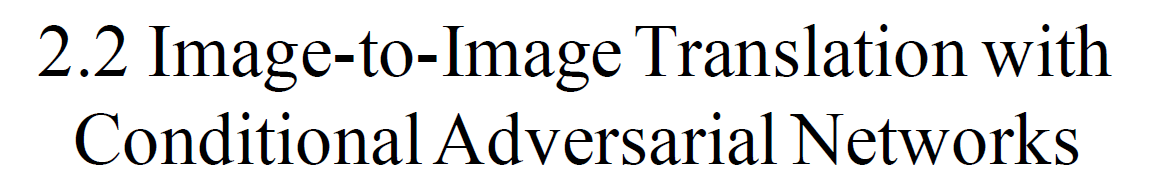 2.2 Image-to-Image Translation with
Conditional Adversarial Networks